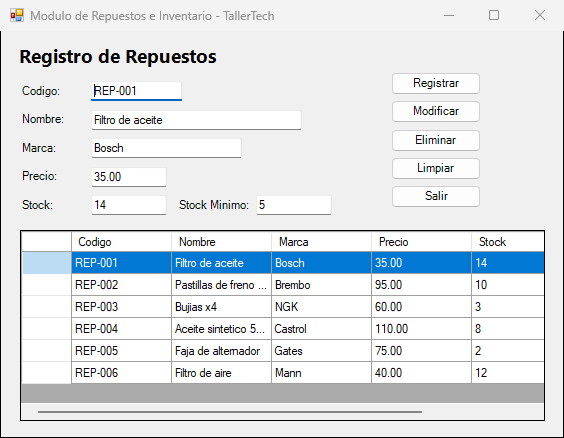 Modulo de Repuestos e Inventario - TallerTech
Registro de Repuestos
Codigo: REP-001 Registrar
Nombre: Filtro de aceite Modificar
Marca: Bosch Eliminar
Precio: 35.00 Limpiar
Stock: 14 Stock Minimo: 5 Salir
Codigo Nombre Marca Precio Stock
REP-001 Filtro de aceite Bosch 35.00 14
REP-002 Pastillas de freno ... Brembo 95.00 10
REP-003 Bujias x4 NGK 60.00 3
REP-004 Aceite sintetico 5... Castrol 110.00 8
REP-005 Faja de alternador Gates 75.00 2
REP-006 Filtro de aire Mann 40.00 12